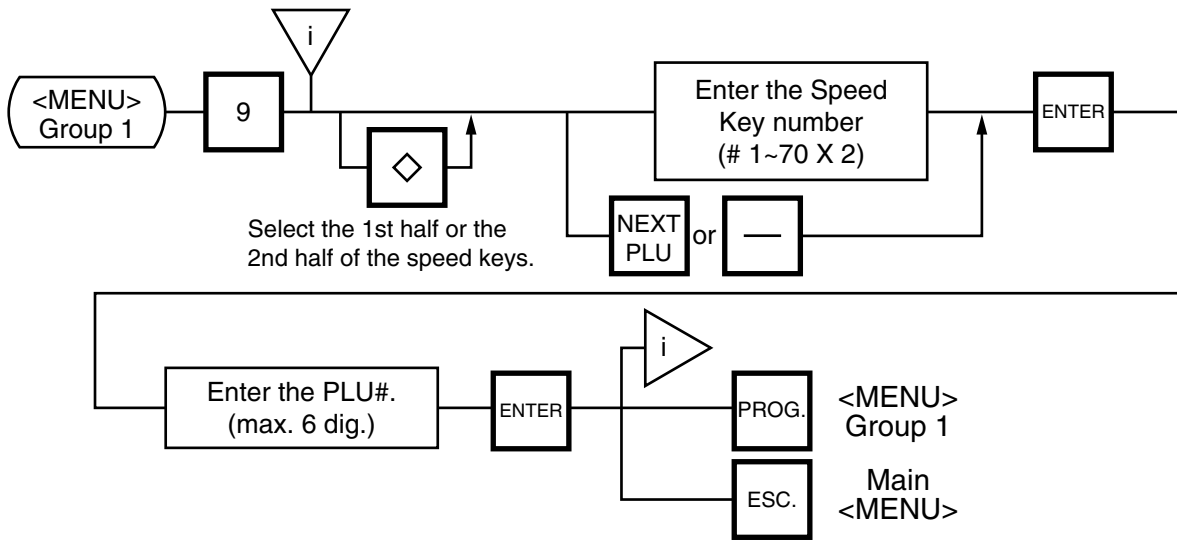 i
<MENU>
Group 1
9
Enter the Speed
Key number
(# 1~70 X 2)
ENTER
Select the 1st half or the
2nd half of the speed keys.
NEXT
PLU
or
—
i
Enter the PLU#.
(max. 6 dig.)
ENTER
PROG.
<MENU>
Group 1
ESC.
Main
<MENU>